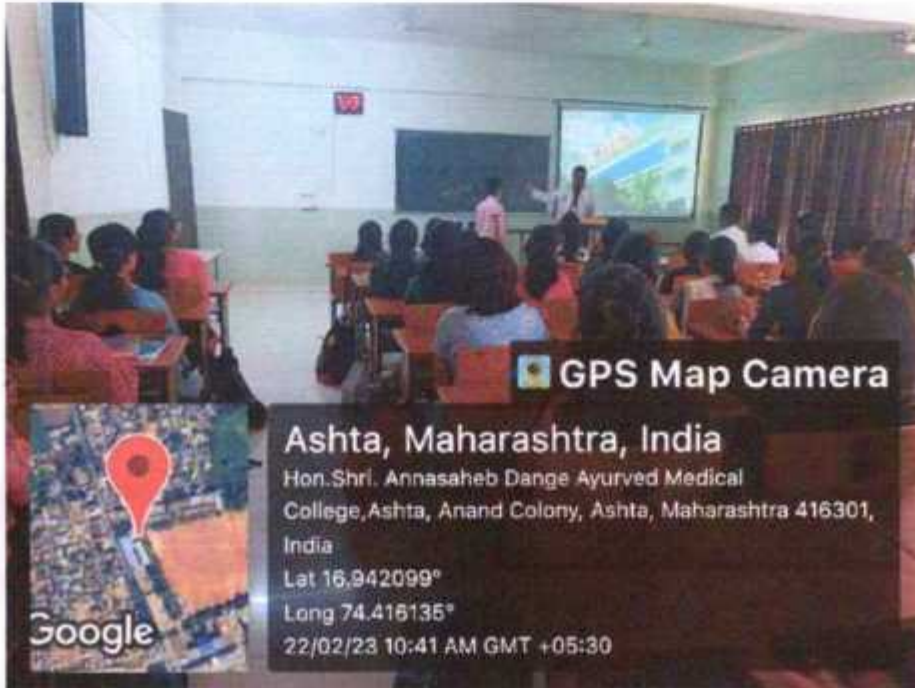 GPS Map Camera
Ashta, Maharashtra, India
Hon.Shri. Annasaheb Dange Ayurved Medical
College,Ashta, Anand Colony, Ashta, Maharashtra 416301,
India
Lat 16.942099°
Long 74.416135°
22/02/23 10:41 AM GMT +05:30
Google